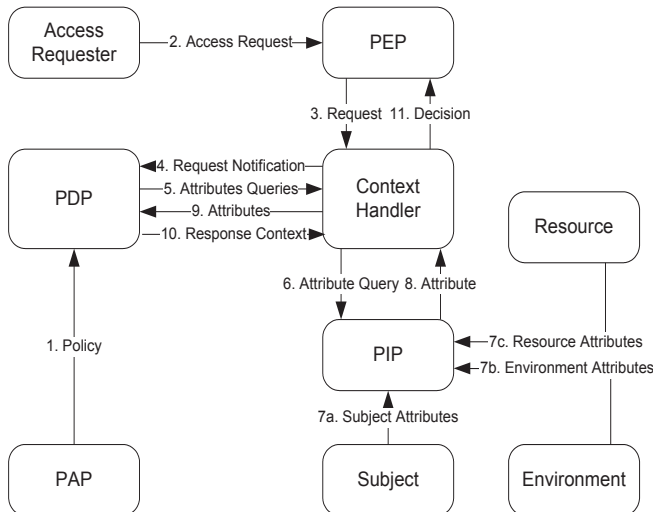 Access
Requester
2. Access Request
PEP
3. Request
11. Decision
PDP
4. Request Notification
5. Attributes Queries
9. Attributes
10. Response Context
Context
Handler
Resource
6. Attribute Query
8. Attribute
1. Policy
PIP
7c. Resource Attributes
7b. Environment Attributes
7a. Subject Attributes
PAP
Subject
Environment